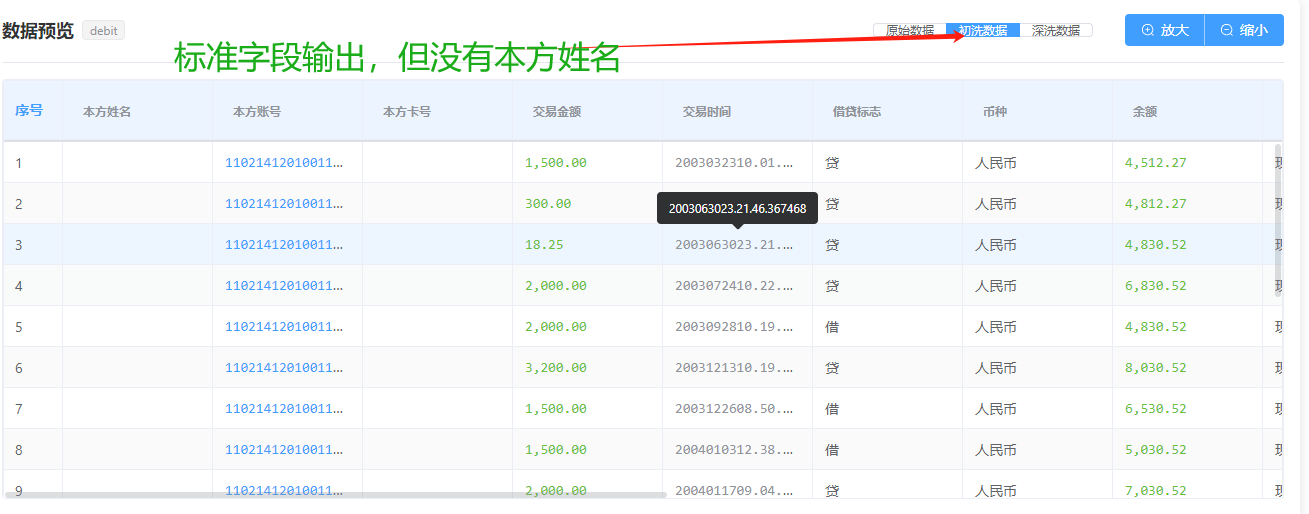 数据预览 debit 原始数据 初洗数据 深洗数据 放大 缩小
标准字段输出，但没有本方姓名
序号 本方姓名 本方账号 本方卡号 交易金额 交易时间 借贷标志 币种 余额
1 11021412010011... 1,500.00 2003032310.01.... 贷 人民币 4,512.27
2 11021412010011... 300.00 贷 人民币 4,812.27
2003063023.21.46.367468
3 11021412010011... 18.25 2003063023.21.... 贷 人民币 4,830.52
4 11021412010011... 2,000.00 2003072410.22.... 贷 人民币 6,830.52
5 11021412010011... 2,000.00 2003092810.19.... 借 人民币 4,830.52
6 11021412010011... 3,200.00 2003121310.19.... 贷 人民币 8,030.52
7 11021412010011... 1,500.00 2003122608.50.... 借 人民币 6,530.52
8 11021412010011... 1,500.00 2004010312.38.... 借 人民币 5,030.52
9 11021412010011... 2,000.00 2004011709.04.... 贷 人民币 7,030.52